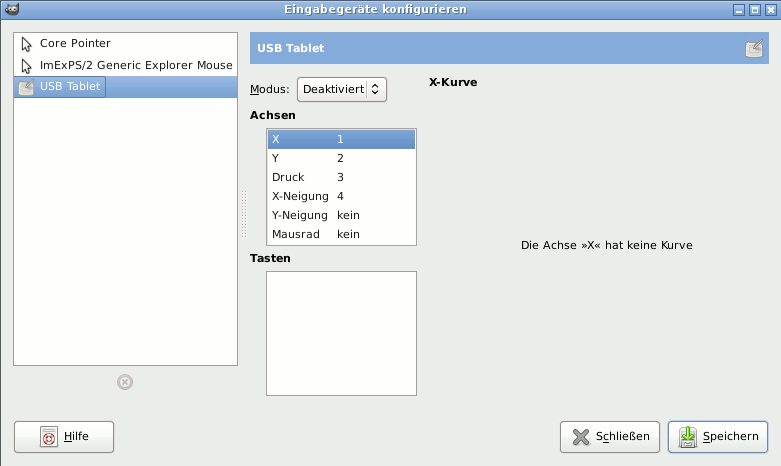 Eingabegeräte konfigurieren
Core Pointer
ImExPS/2 Generic Explorer Mouse
USB Tablet
USB Tablet
Modus: Deaktiviert
X-Kurve
Achsen
X 1
Y 2
Druck 3
X-Neigung 4
Y-Neigung kein
Mausrad kein
Die Achse »X« hat keine Kurve
Tasten
Hilfe
Schließen
Speichern